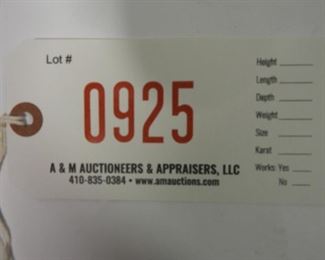 Lot #
0925
A & M AUCTIONEERS & APPRAISERS, LLC
410-835-0384 • www.amauctions.com
Height
Length
Depth
Weight
Size
Karat
Works: Yes
No